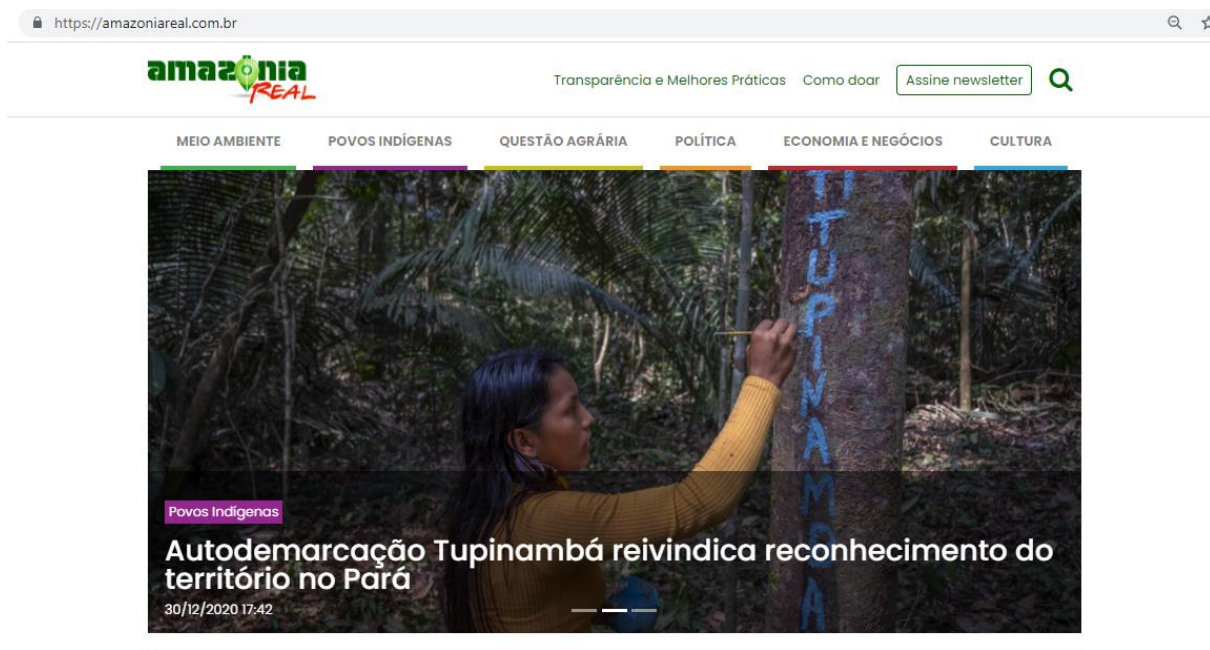 https://amazoniareal.com.br
amazônia
REAL
Transparência e Melhores Práticas Como doar Assine newsletter
MEIO AMBIENTE POVOS INDÍGENAS QUESTÃO AGRÁRIA POLÍTICA ECONOMIA E NEGÓCIOS CULTURA
TI TUPINAMBA
Povos Indígenas
Autodemarcação Tupinambá reivindica reconhecimento do
território no Pará
30/12/2020 17:42